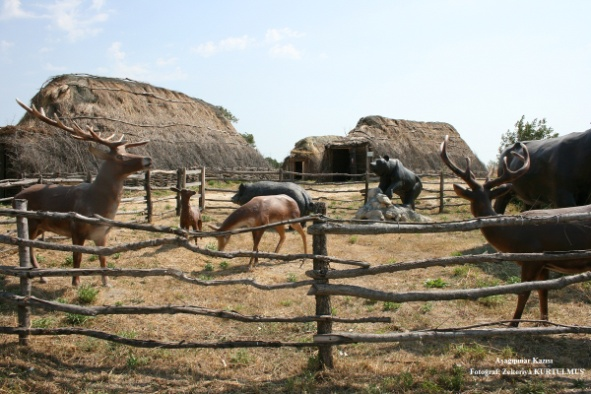 Aşağıpınar Kazısı
Fotoğraf: Zekeriya KURTULMUŞ